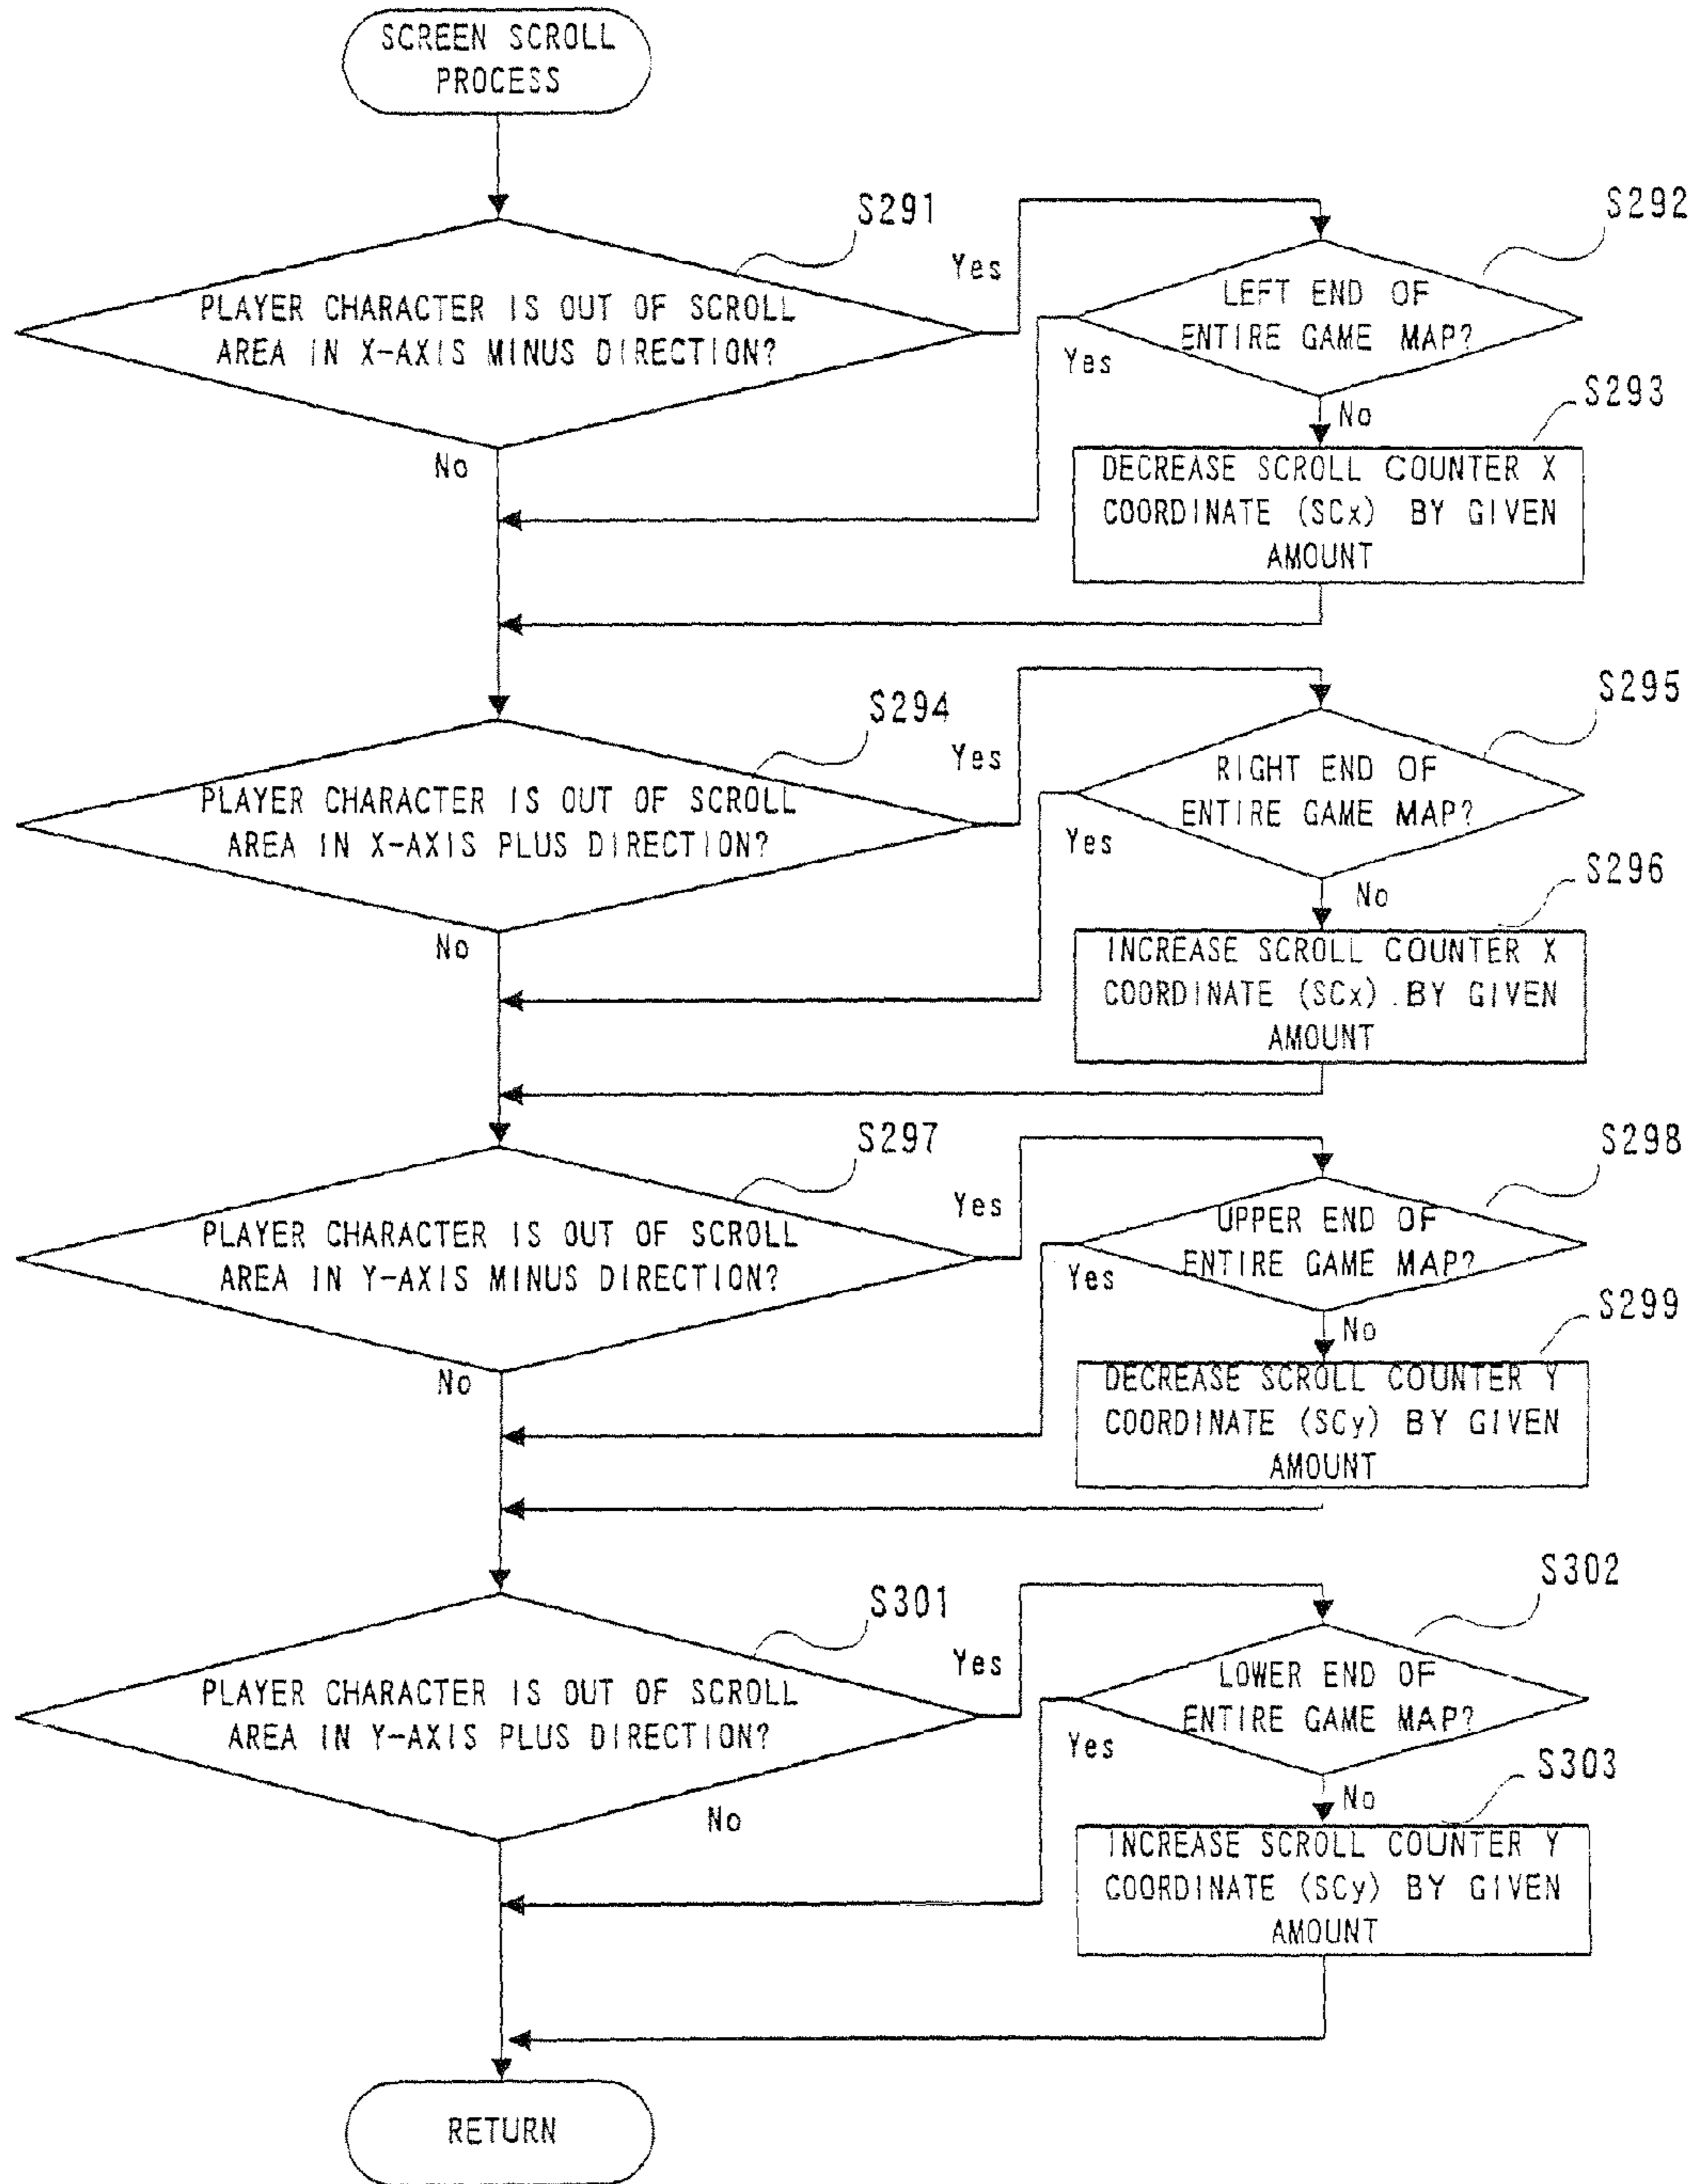 SCREEN SCROLL
PROCESS
S291
S292
Yes
PLAYER CHARACTER IS OUT OF SCROLL
AREA IN X-AXIS MINUS DIRECTION?
LEFT END OF
ENTIRE GAME MAP?
Yes
No
S293
No
DECREASE SCROLL COUNTER X
COORDINATE (SCx) BY GIVEN
AMOUNT
S294
S295
Yes
PLAYER CHARACTER IS OUT OF SCROLL
AREA IN X-AXIS PLUS DIRECTION?
RIGHT END OF
ENTIRE GAME MAP?
Yes
No
S296
No
INCREASE SCROLL COUNTER X
COORDINATE (SCx) .BY GIVEN
AMOUNT
S297
S298
Yes
PLAYER CHARACTER IS OUT OF SCROLL
AREA IN Y-AXIS MINUS DIRECTION?
UPPER END OF
ENTIRE GAME MAP?
Yes
No
S299
No
DECREASE SCROLL COUNTER Y
COORDINATE (SCy) BY GIVEN
AMOUNT
S301
S302
Yes
PLAYER CHARACTER IS OUT OF SCROLL
AREA IN Y-AXIS PLUS DIRECTION?
LOWER END OF
ENTIRE GAME MAP?
Yes
No
S303
No
INCREASE SCROLL COUNTER Y
COORDINATE (SCy) BY GIVEN
AMOUNT
RETURN